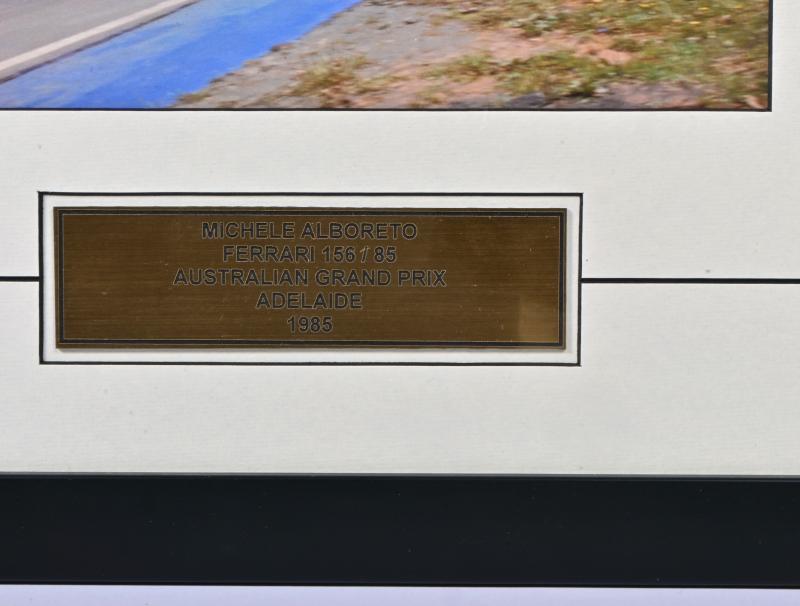 MICHELE ALBORETO
FERRARI 156 / 85
AUSTRALIAN GRAND PRIX
ADELAIDE
1985